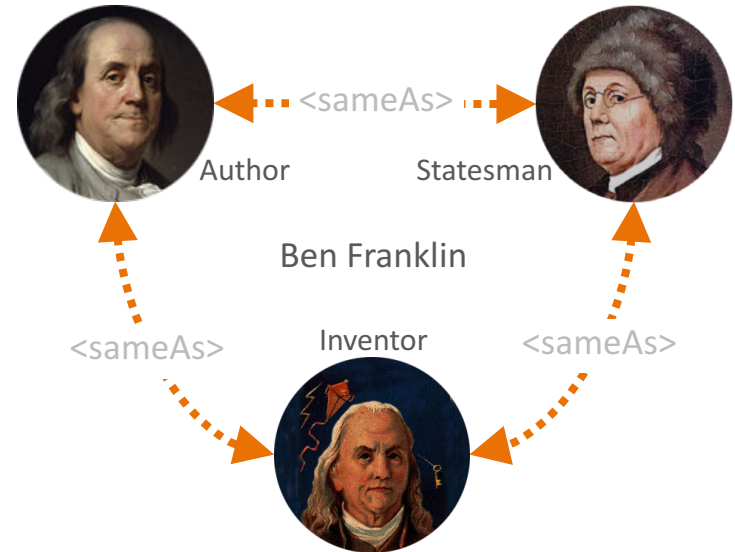 <sameAs>
Author
Statesman
Ben Franklin
<sameAs>
Inventor
<sameAs>